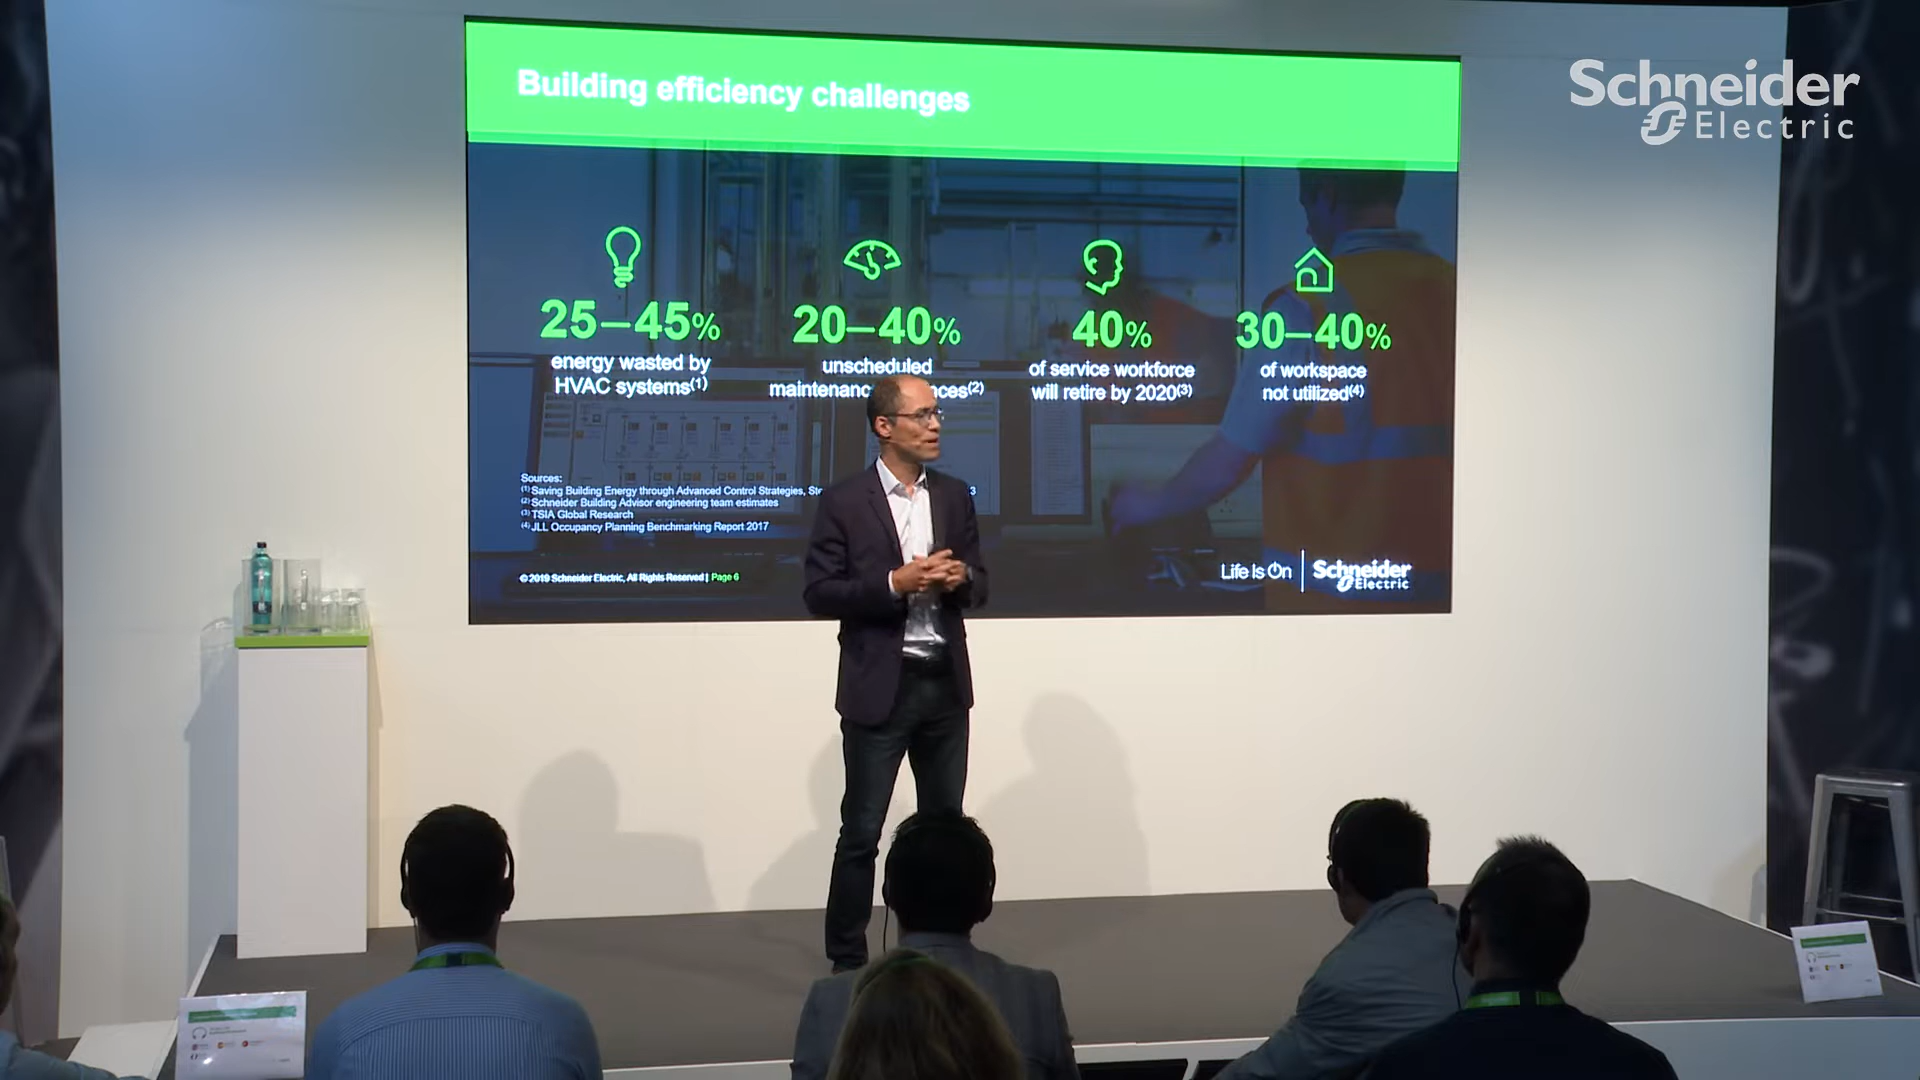 Schneider
Electric
Building efficiency challenges
25–45%
energy wasted by
HVAC systems(1)
20–40%
unscheduled
maintenance
(2)
40%
of service workforce
will retire by 2020(3)
30–40%
of workspace
not utilized(4)
Sources:
(1) Saving Building Energy through Advanced Control Strategies,
3
(2) Schneider Building Advisor engineering team estimates
(3) TSIA Global Research
(4) JLL Occupancy Planning Benchmarking Report 2017
© 2019 Schneider Electric, All Rights Reserved | Page 6
Life Is On
Schneider
Electric